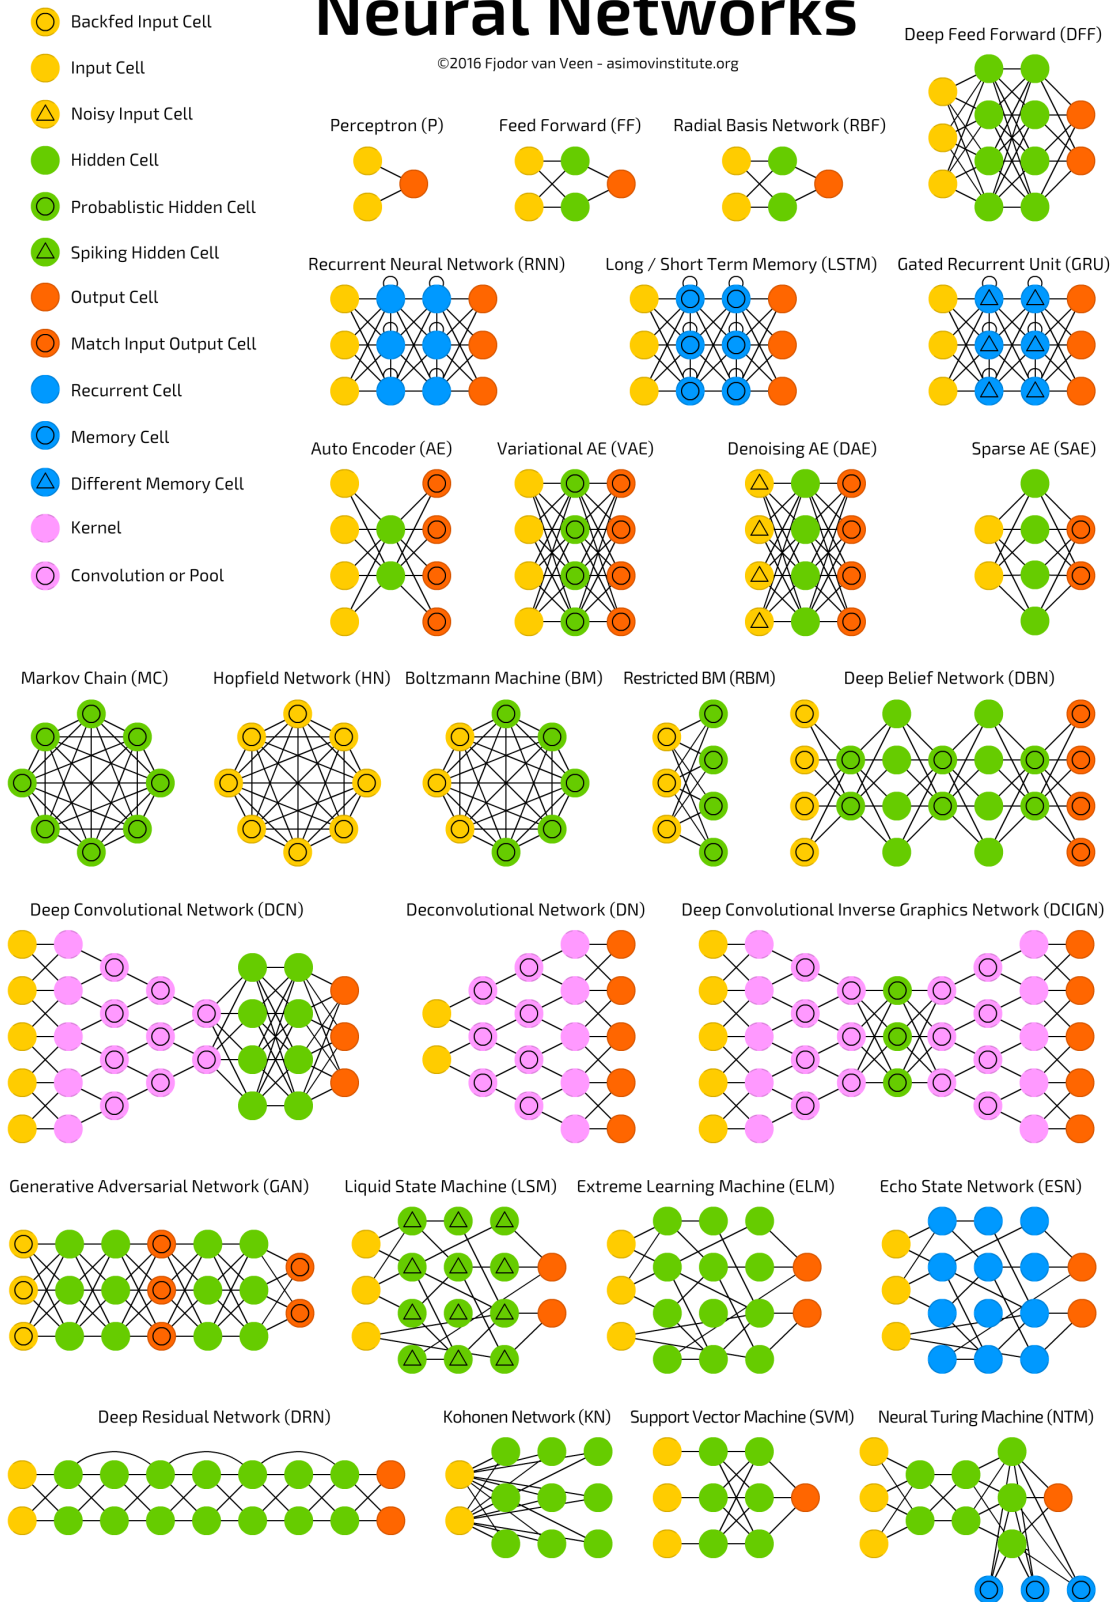 Neural Networks
©2016 Fjodor van Veen - asimovinstitute.org
Backfed Input Cell
Input Cell
Noisy Input Cell
Hidden Cell
Probablistic Hidden Cell
Spiking Hidden Cell
Output Cell
Match Input Output Cell
Recurrent Cell
Memory Cell
Different Memory Cell
Kernel
Convolution or Pool
Deep Feed Forward (DFF)
Perceptron (P)
Feed Forward (FF)
Radial Basis Network (RBF)
Recurrent Neural Network (RNN)
Long / Short Term Memory (LSTM)
Gated Recurrent Unit (GRU)
Auto Encoder (AE)
Variational AE (VAE)
Denoising AE (DAE)
Sparse AE (SAE)
Markov Chain (MC)
Hopfield Network (HN)
Boltzmann Machine (BM)
Restricted BM (RBM)
Deep Belief Network (DBN)
Deep Convolutional Network (DCN)
Deconvolutional Network (DN)
Deep Convolutional Inverse Graphics Network (DCIGN)
Generative Adversarial Network (GAN)
Liquid State Machine (LSM)
Extreme Learning Machine (ELM)
Echo State Network (ESN)
Deep Residual Network (DRN)
Kohonen Network (KN)
Support Vector Machine (SVM)
Neural Turing Machine (NTM)